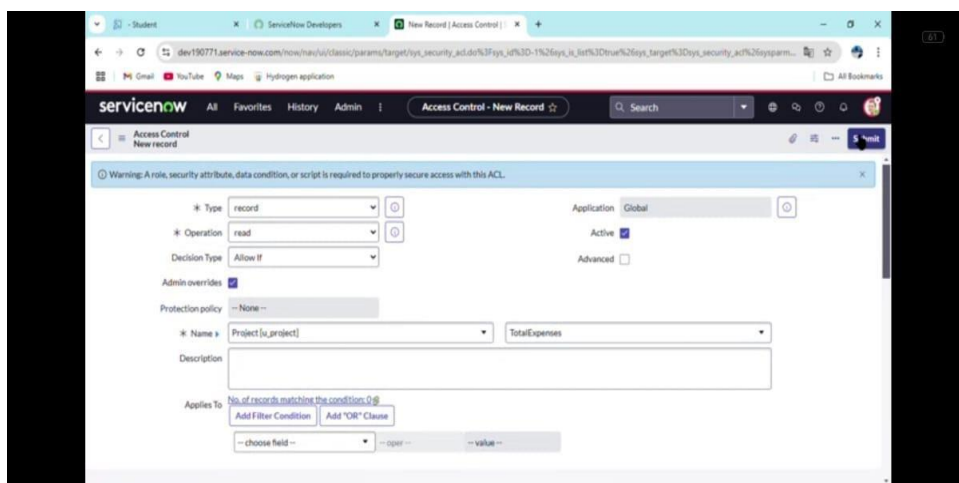 - Student
ServiceNow Developers
New Record | Access Control |
61
dev190771.service-now.com/now/nav/ui/classic/params/target/sys_security_acl.do%3Fsys_id%3D-1%26sys_is_list%3Dtrue%26sys_target%3Dsys_security_acl%26sysparm...
Gmail YouTube Maps Hydrogen application All Bookmarks
servicenow All Favorites History Admin Access Control - New Record Search
Access Control
New record
Submit
Warning: A role, security attribute, data condition, or script is required to properly secure access with this ACL.
* Type record Application Global
* Operation read Active
Decision Type Allow If Advanced
Admin overrides
Protection policy -- None --
* Name Project [u_project] TotalExpenses
Description
Applies To No. of records matching the condition: 0
Add Filter Condition Add "OR" Clause
-- choose field -- -- oper -- -- value --